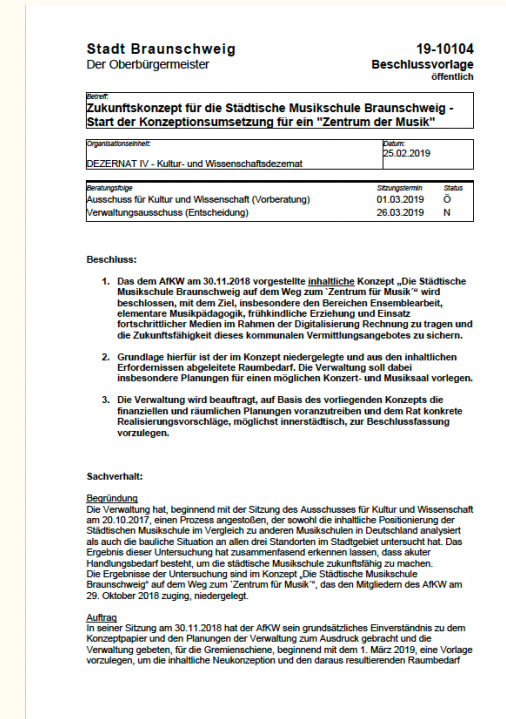 Stadt Braunschweig
19-10104
Der Oberbürgermeister
Beschlussvorlage
öffentlich
Betreff:
Zukunftskonzept für die Städtische Musikschule Braunschweig -
Start der Konzeptionsumsetzung für ein "Zentrum der Musik"
Organisationseinheit:
Datum:
25.02.2019
DEZERNAT IV - Kultur- und Wissenschaftsdezernat
Beratungsfolge
Sitzungstermin
Status
Ausschuss für Kultur und Wissenschaft (Vorberatung)
01.03.2019
Ö
Verwaltungsausschuss (Entscheidung)
26.03.2019
N
Beschluss:
1. Das dem AfKW am 30.11.2018 vorgestellte inhaltliche Konzept „Die Städtische
Musikschule Braunschweig auf dem Weg zum `Zentrum für Musik´“ wird
beschlossen, mit dem Ziel, insbesondere den Bereichen Ensemblearbeit,
elementare Musikpädagogik, frühkindliche Erziehung und Einsatz
fortschrittlicher Medien im Rahmen der Digitalisierung Rechnung zu tragen und
die Zukunftsfähigkeit dieses kommunalen Vermittlungsangebotes zu sichern.
2. Grundlage hierfür ist der im Konzept niedergelegte und aus den inhaltlichen
Erfordernissen abgeleitete Raumbedarf. Die Verwaltung soll dabei
insbesondere Planungen für einen möglichen Konzert- und Musiksaal vorlegen.
3. Die Verwaltung wird beauftragt, auf Basis des vorliegenden Konzepts die
finanziellen und räumlichen Planungen voranzutreiben und dem Rat konkrete
Realisierungsvorschläge, möglichst innerstädtisch, zur Beschlussfassung
vorzulegen.
Sachverhalt:
Begründung
Die Verwaltung hat, beginnend mit der Sitzung des Ausschusses für Kultur und Wissenschaft
am 20.10.2017, einen Prozess angestoßen, der sowohl die inhaltliche Positionierung der
Städtischen Musikschule im Vergleich zu anderen Musikschulen in Deutschland analysiert
als auch die bauliche Situation an allen drei Standorten im Stadtgebiet untersucht hat. Das
Ergebnis dieser Untersuchung hat zusammenfassend erkennen lassen, dass akuter
Handlungsbedarf besteht, um die städtische Musikschule zukunftsfähig zu machen.
Die Ergebnisse der Untersuchung sind im Konzept „Die Städtische Musikschule
Braunschweig“ auf dem Weg zum `Zentrum für Musik´“, das den Mitgliedern des AfKW am
29. Oktober 2018 zuging, niedergelegt.
Auftrag
In seiner Sitzung am 30.11.2018 hat der AfKW sein grundsätzliches Einverständnis zu dem
Konzeptpapier und den Planungen der Verwaltung zum Ausdruck gebracht und die
Verwaltung gebeten, für die Gremienschiene, beginnend mit dem 1. März 2019, eine Vorlage
vorzulegen, um die inhaltliche Neukonzeption und den daraus resultierenden Raumbedarf